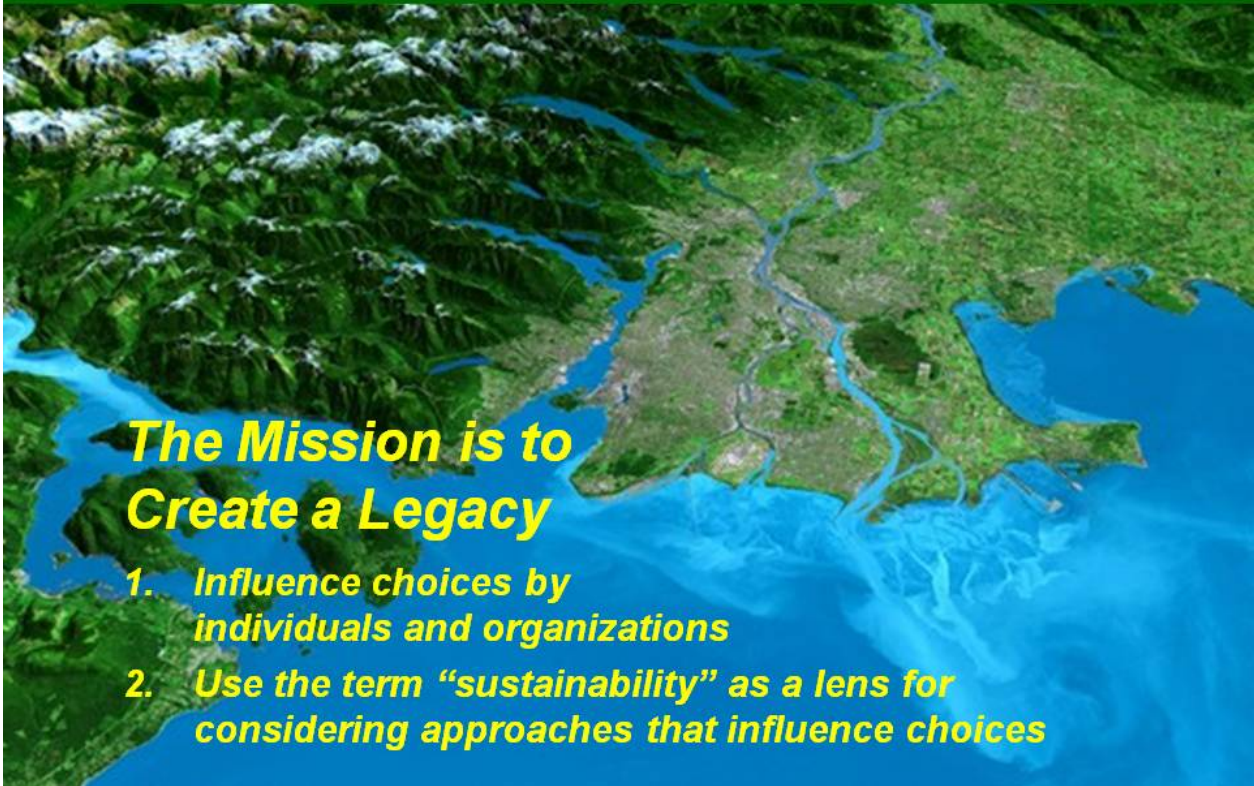 The Mission is to
Create a Legacy
1. Influence choices by
individuals and organizations
2. Use the term “sustainability” as a lens for
considering approaches that influence choices